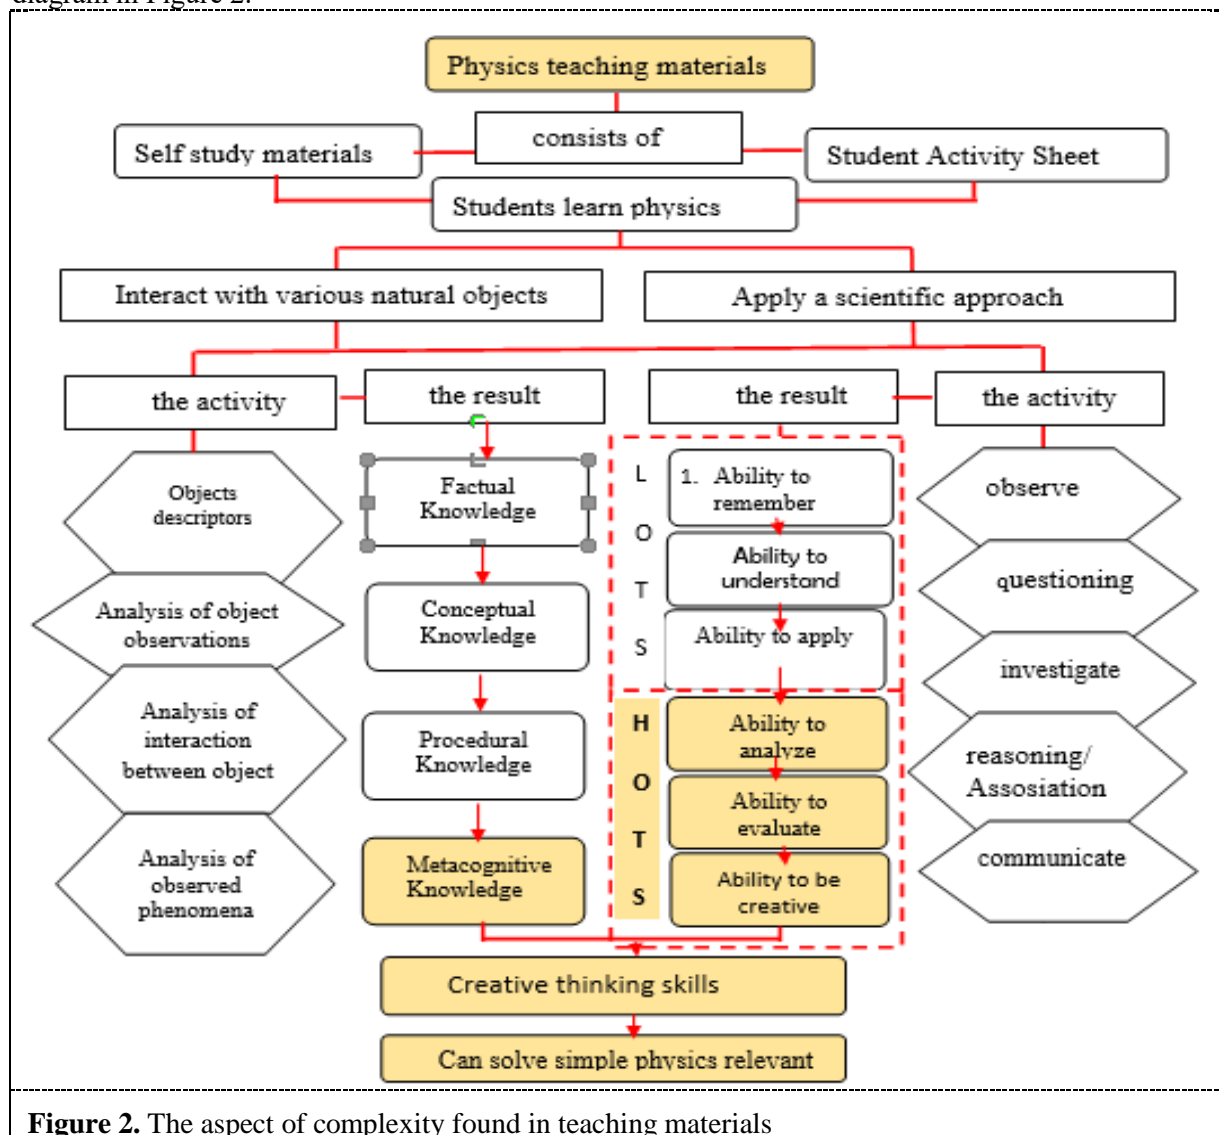 diagram in Figure 2.
Physics teaching materials
consists of
Self study materials
Student Activity Sheet
Students learn physics
Interact with various natural objects
Apply a scientific approach
the activity
the result
the result
the activity
Objects
descriptors
Analysis of object
observations
Analysis of
interaction
between object
Analysis of
observed
phenomena
Factual
Knowledge
Conceptual
Knowledge
Procedural
Knowledge
Metacognitive
Knowledge
L
O
T
S
H
O
T
S
1. Ability to
remember
Ability to
understand
Ability to apply
Ability to
analyze
Ability to
evaluate
Ability to be
creative
observe
questioning
investigate
reasoning/
Assosiation
communicate
Creative thinking skills
Can solve simple physics relevant
Figure 2. The aspect of complexity found in teaching materials